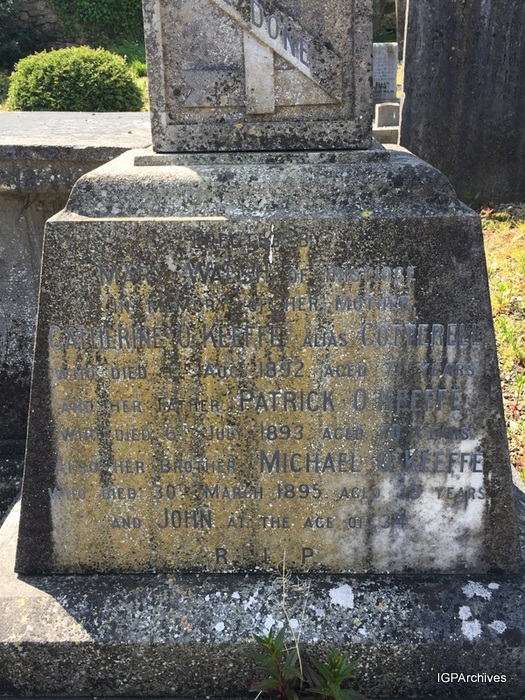 DONE
ERECTED BY
MARY WALSH OF
IN MEMORY OF HER MOTHER
CATHERINE O'KEEFFE ALIAS COTTERELL
WHO DIED AUGT 1892 AGED YEARS
AND HER FATHER PATRICK O'KEEFFE
WHO DIED 6TH JULY 1893 AGED YEARS
ALSO HER BROTHER MICHAEL O'KEEFFE
WHO DIED 30TH MARCH 1895 AGED YEARS
AND JOHN AT THE AGE OF
R. I. P.
IGPArchives